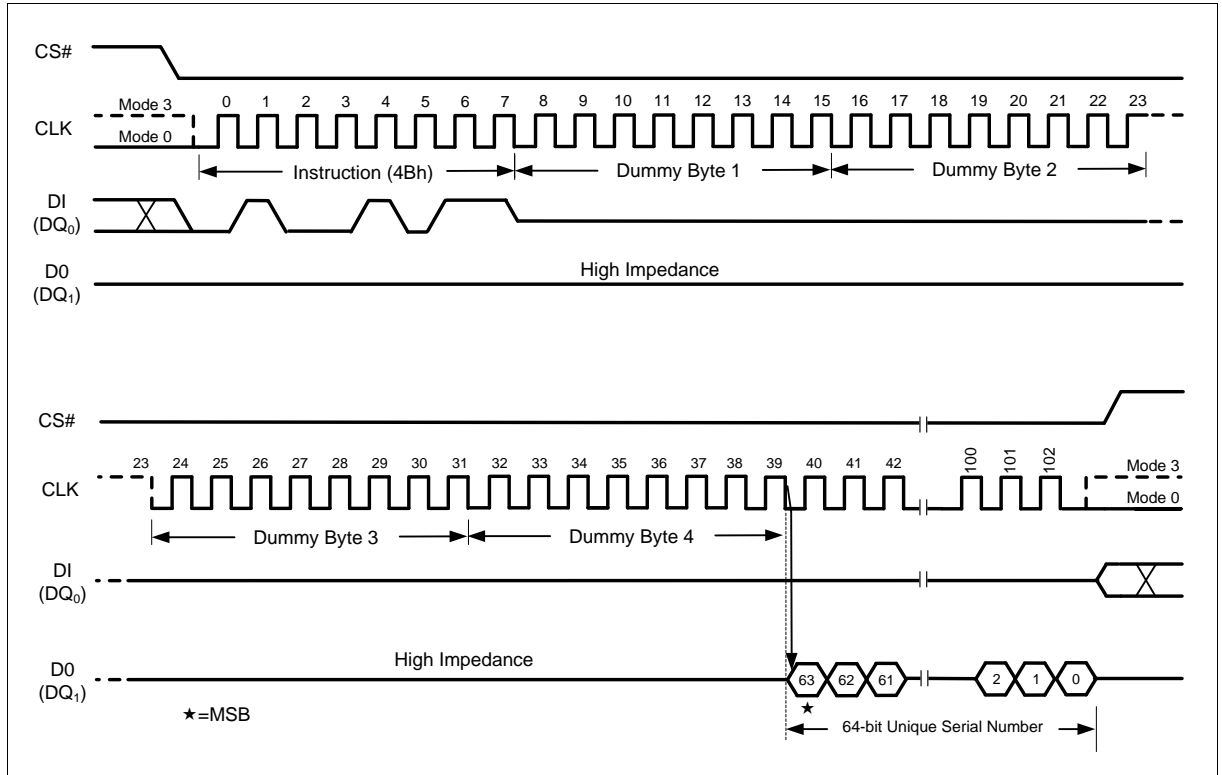 CS#
Mode 3
0 1 2 3 4 5 6 7 8 9 10 11 12 13 14 15 16 17 18 19 20 21 22 23
CLK
Mode 0
Instruction (4Bh)
Dummy Byte 1
Dummy Byte 2
DI
(DQ0)
D0
(DQ1)
High Impedance
CS#
23 24 25 26 27 28 29 30 31 32 33 34 35 36 37 38 39 40 41 42 100 101 102
Mode 3
CLK
Mode 0
Dummy Byte 3
Dummy Byte 4
DI
(DQ0)
D0
(DQ1)
High Impedance
63 62 61 2 1 0
★=MSB
★
64-bit Unique Serial Number